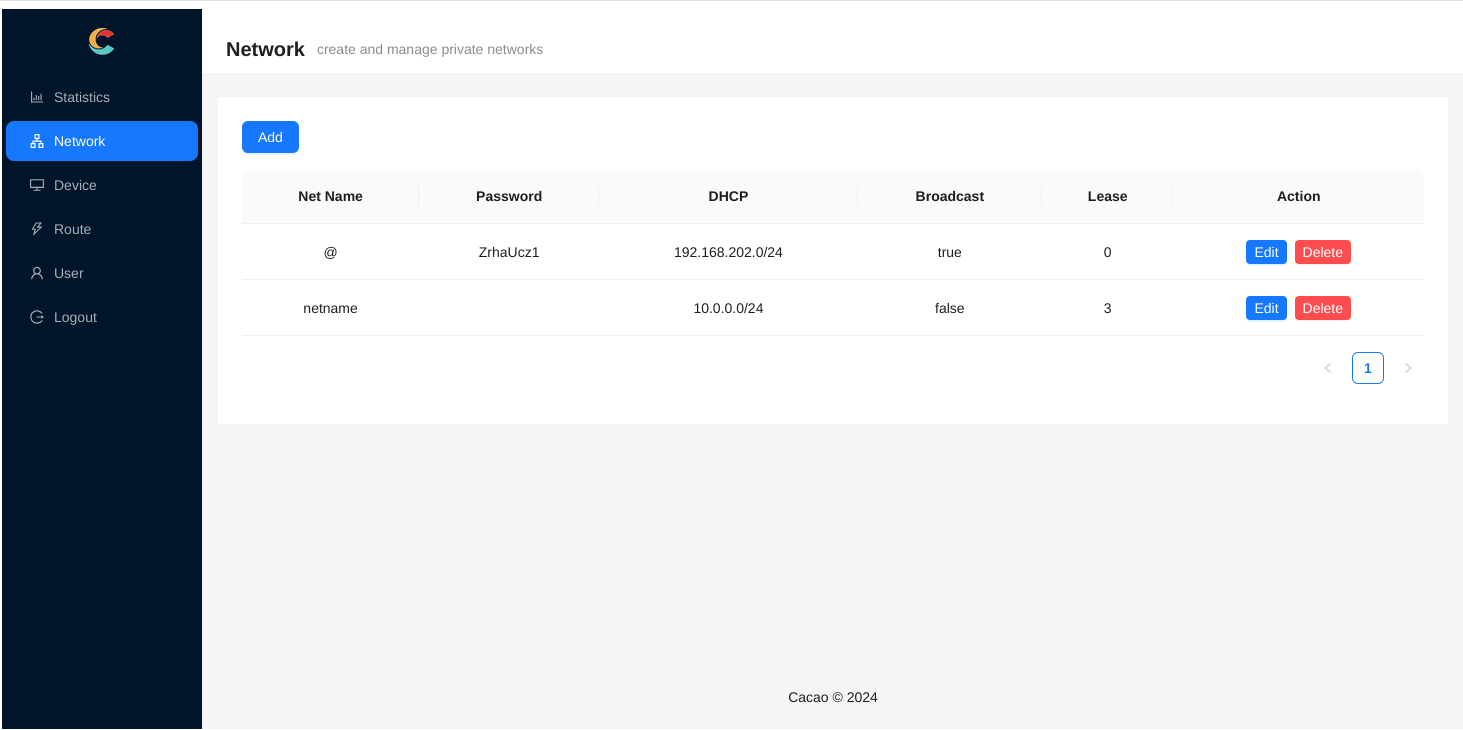 Network create and manage private networks
Statistics
Network
Device
Route
User
Logout
Add
Net Name Password DHCP Broadcast Lease Action
@ ZrhaUcz1 192.168.202.0/24 true 0 Edit Delete
netname 10.0.0.0/24 false 3 Edit Delete
1
Cacao © 2024